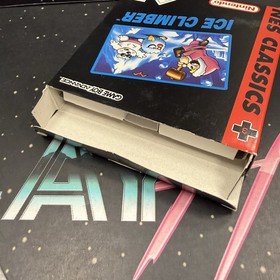 Nintendo
NES CLASSICS
ICE CLIMBER
GAME BOY ADVANCE